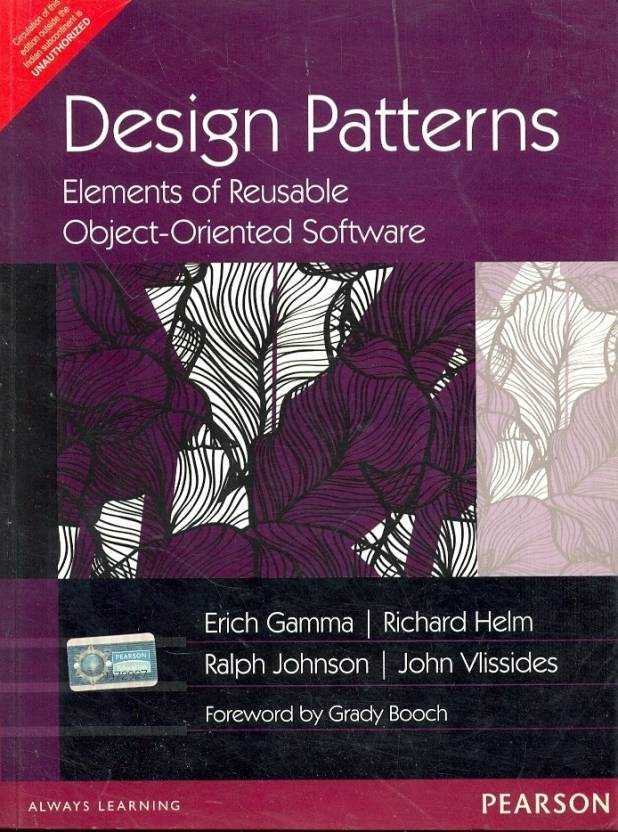 Circulation of this
edition outside the
Indian subcontinent is
UNAUTHORIZED
Design Patterns
Elements of Reusable
Object-Oriented Software
Erich Gamma | Richard Helm
Ralph Johnson | John Vlissides
PEARSON
Foreword by Grady Booch
ALWAYS LEARNING
PEARSON